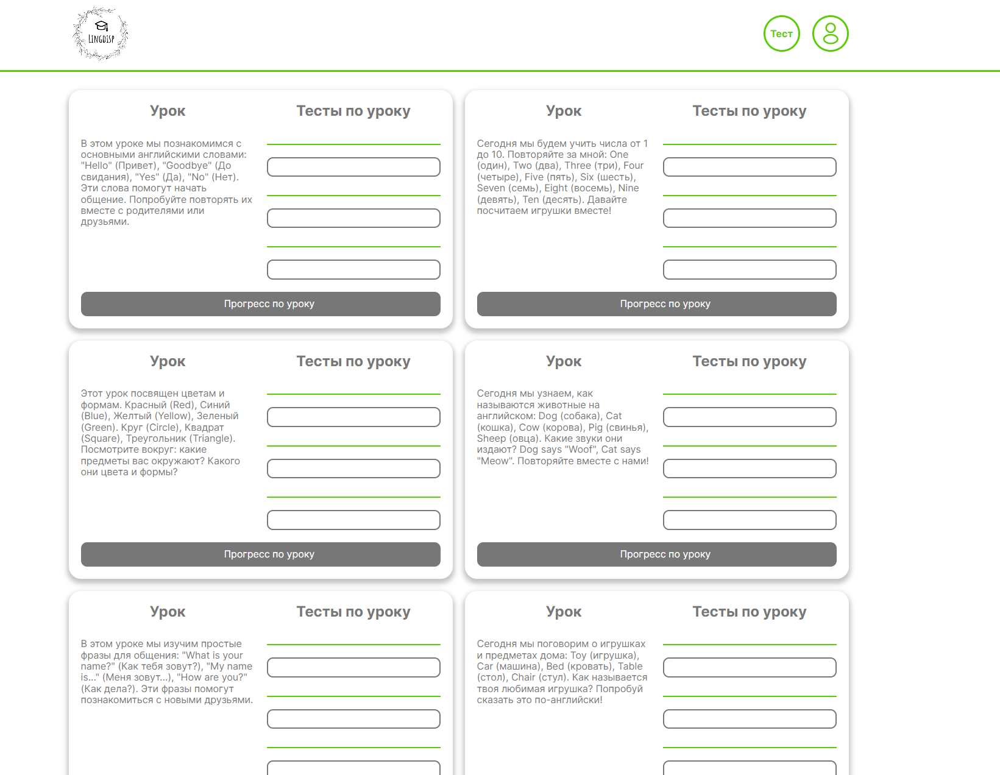 LINGDISP
Тест
Урок
Тесты по уроку
В этом уроке мы познакомимся с
основными английскими словами:
"Hello" (Привет), "Goodbye" (До
свидания), "Yes" (Да), "No" (Нет).
Эти слова помогут начать
общение. Попробуйте повторять их
вместе с родителями или
друзьями.
Прогресс по уроку
Урок
Тесты по уроку
Сегодня мы будем учить числа от 1
до 10. Повторяйте за мной: One
(один), Two (два), Three (три), Four
(четыре), Five (пять), Six (шесть),
Seven (семь), Eight (восемь), Nine
(девять), Ten (десять). Давайте
посчитаем игрушки вместе!
Прогресс по уроку
Урок
Тесты по уроку
Этот урок посвящен цветам и
формам. Красный (Red), Синий
(Blue), Желтый (Yellow), Зеленый
(Green). Круг (Circle), Квадрат
(Square), Треугольник (Triangle).
Посмотрите вокруг: какие
предметы вас окружают? Какого
они цвета и формы?
Прогресс по уроку
Урок
Тесты по уроку
Сегодня мы узнаем, как
называются животные на
английском: Dog (собака), Cat
(кошка), Cow (корова), Pig (свинья),
Sheep (овца). Какие звуки они
издают? Dog says "Woof", Cat says
"Meow". Повторяйте вместе с нами!
Прогресс по уроку
Урок
Тесты по уроку
В этом уроке мы изучим простые
фразы для общения: "What is your
name?" (Как тебя зовут?), "My name
is..." (Меня зовут...), "How are you?"
(Как дела?). Эти фразы помогут
познакомиться с новыми друзьями.
Урок
Тесты по уроку
Сегодня мы поговорим о игрушках
и предметах дома: Toy (игрушка),
Car (машина), Bed (кровать), Table
(стол), Chair (стул). Как называется
твоя любимая игрушка? Попробуй
сказать это по-английски!